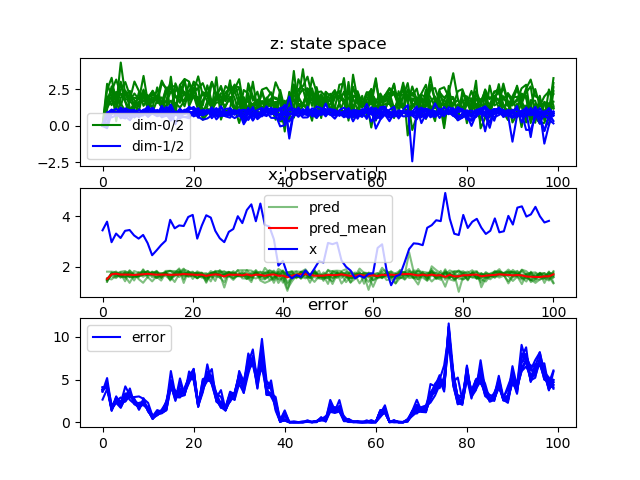 z: state space
2.5
0.0
−2.5
dim-0/2
dim-1/2
0 20 40 60 80 100
x: observation
4
2
pred
pred_mean
x
0 20 40 60 80 100
error
10
5
0
error
0 20 40 60 80 100